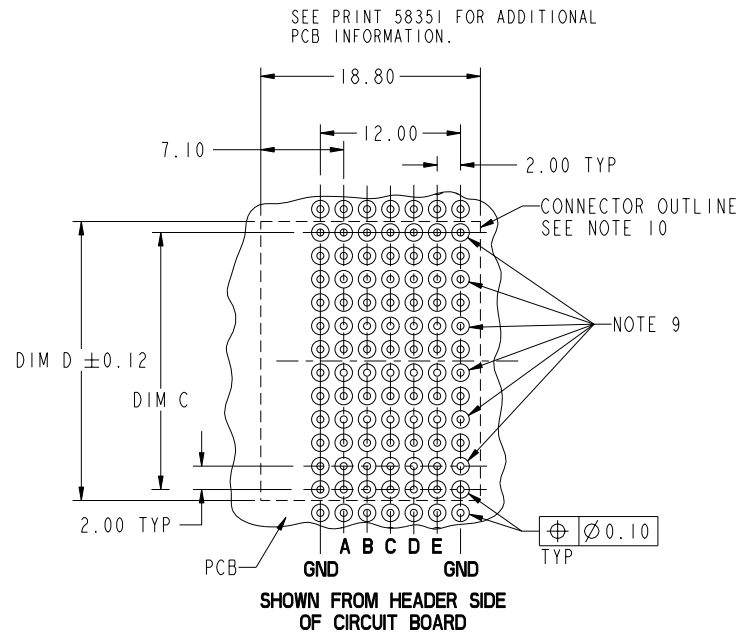 SEE PRINT 58351 FOR ADDITIONAL
PCB INFORMATION.
18.80
12.00
7.10
2.00 TYP
CONNECTOR OUTLINE
SEE NOTE 10
NOTE 9
DIM D ±0.12
DIM C
2.00 TYP
⌖ Ø0.10
TYP
PCB
A B C D E
GND GND
SHOWN FROM HEADER SIDE
OF CIRCUIT BOARD